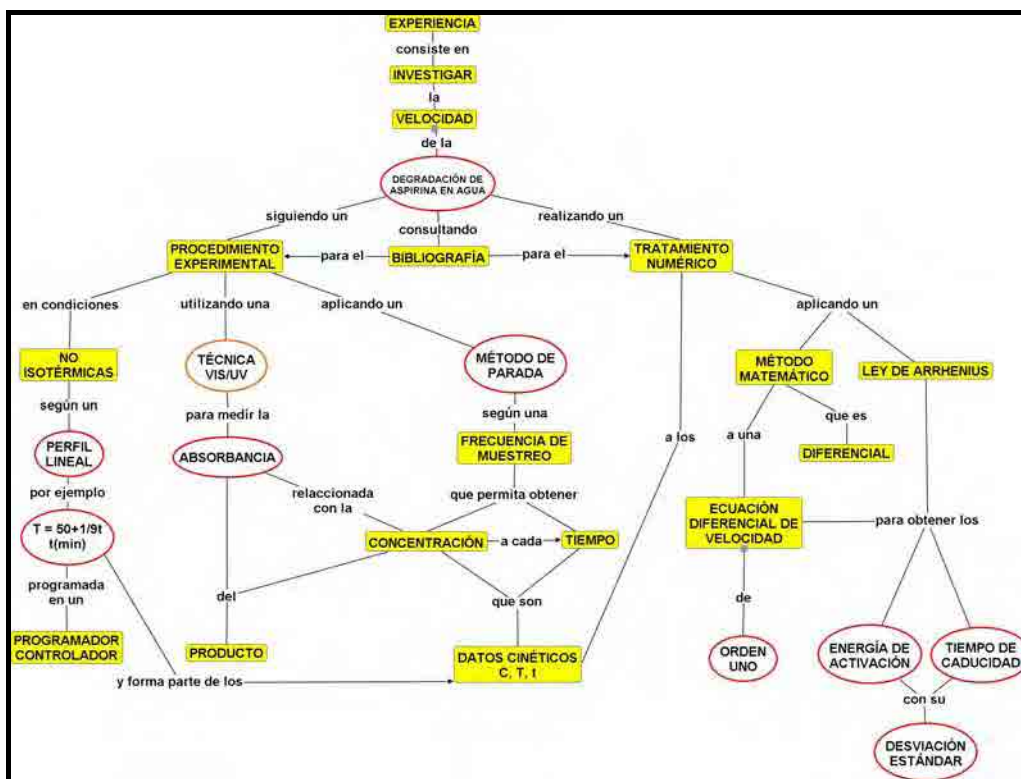 EXPERIENCIA
consiste en
INVESTIGAR
la
VELOCIDAD
de la
DEGRADACIÓN DE
ASPIRINA EN AGUA
siguiendo un
consultando
realizando un
PROCEDIMIENTO
EXPERIMENTAL
para el
BIBLIOGRAFÍA
para el
TRATAMIENTO
NUMÉRICO
en condiciones
utilizando una
aplicando un
aplicando un
NO
ISOTÉRMICAS
TÉCNICA
VIS/UV
MÉTODO DE
PARADA
MÉTODO
MATEMÁTICO
LEY DE ARRHENIUS
según un
para medir la
según una
a los
a una
que es
PERFIL
LINEAL
ABSORBANCIA
FRECUENCIA DE
MUESTREO
DIFERENCIAL
por ejemplo
relaccionada
con la
que permita obtener
T = 50+1/9t
t(min)
CONCENTRACIÓN
a cada
TIEMPO
ECUACIÓN
DIFERENCIAL DE
VELOCIDAD
para obtener los
programada
en un
del
que son
de
PROGRAMADOR
CONTROLADOR
PRODUCTO
DATOS CINÉTICOS
C, T, t
ORDEN
UNO
ENERGÍA DE
ACTIVACIÓN
TIEMPO DE
CADUCIDAD
y forma parte de los
con su
DESVIACIÓN
ESTÁNDAR